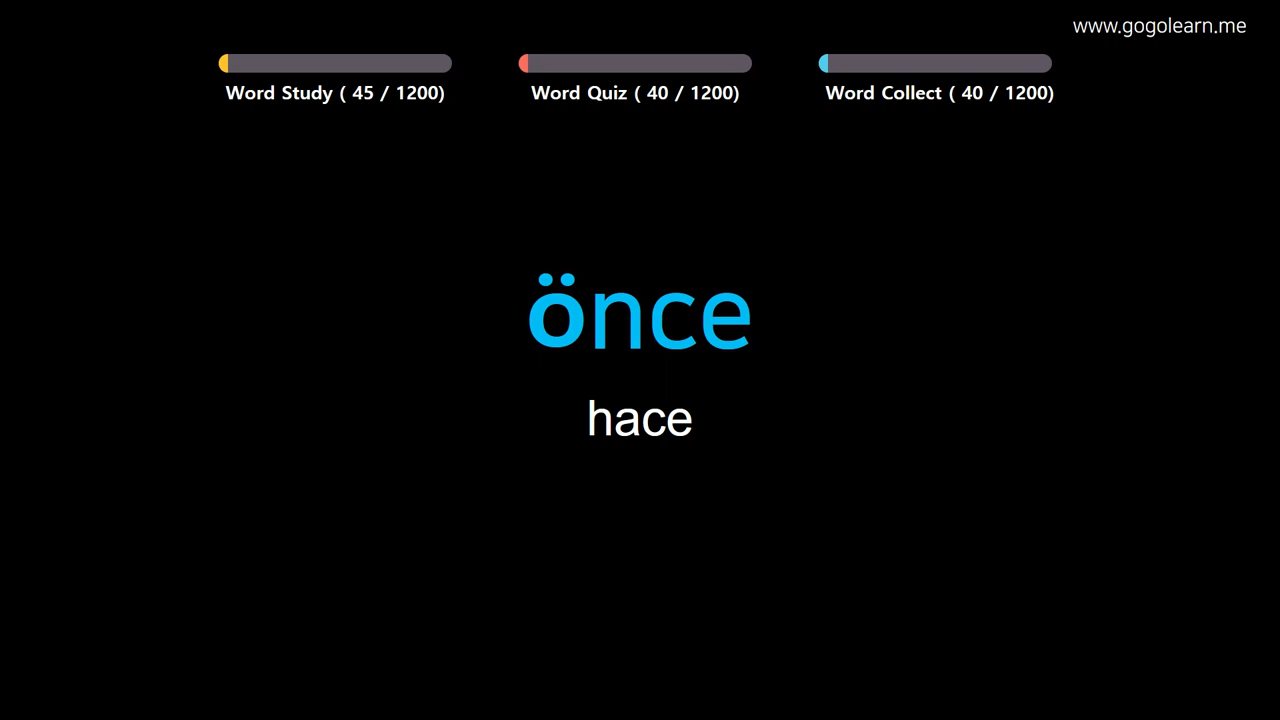 www.gogolearn.me
Word Study ( 45 / 1200)
Word Quiz ( 40 / 1200)
Word Collect ( 40 / 1200)
önce
hace